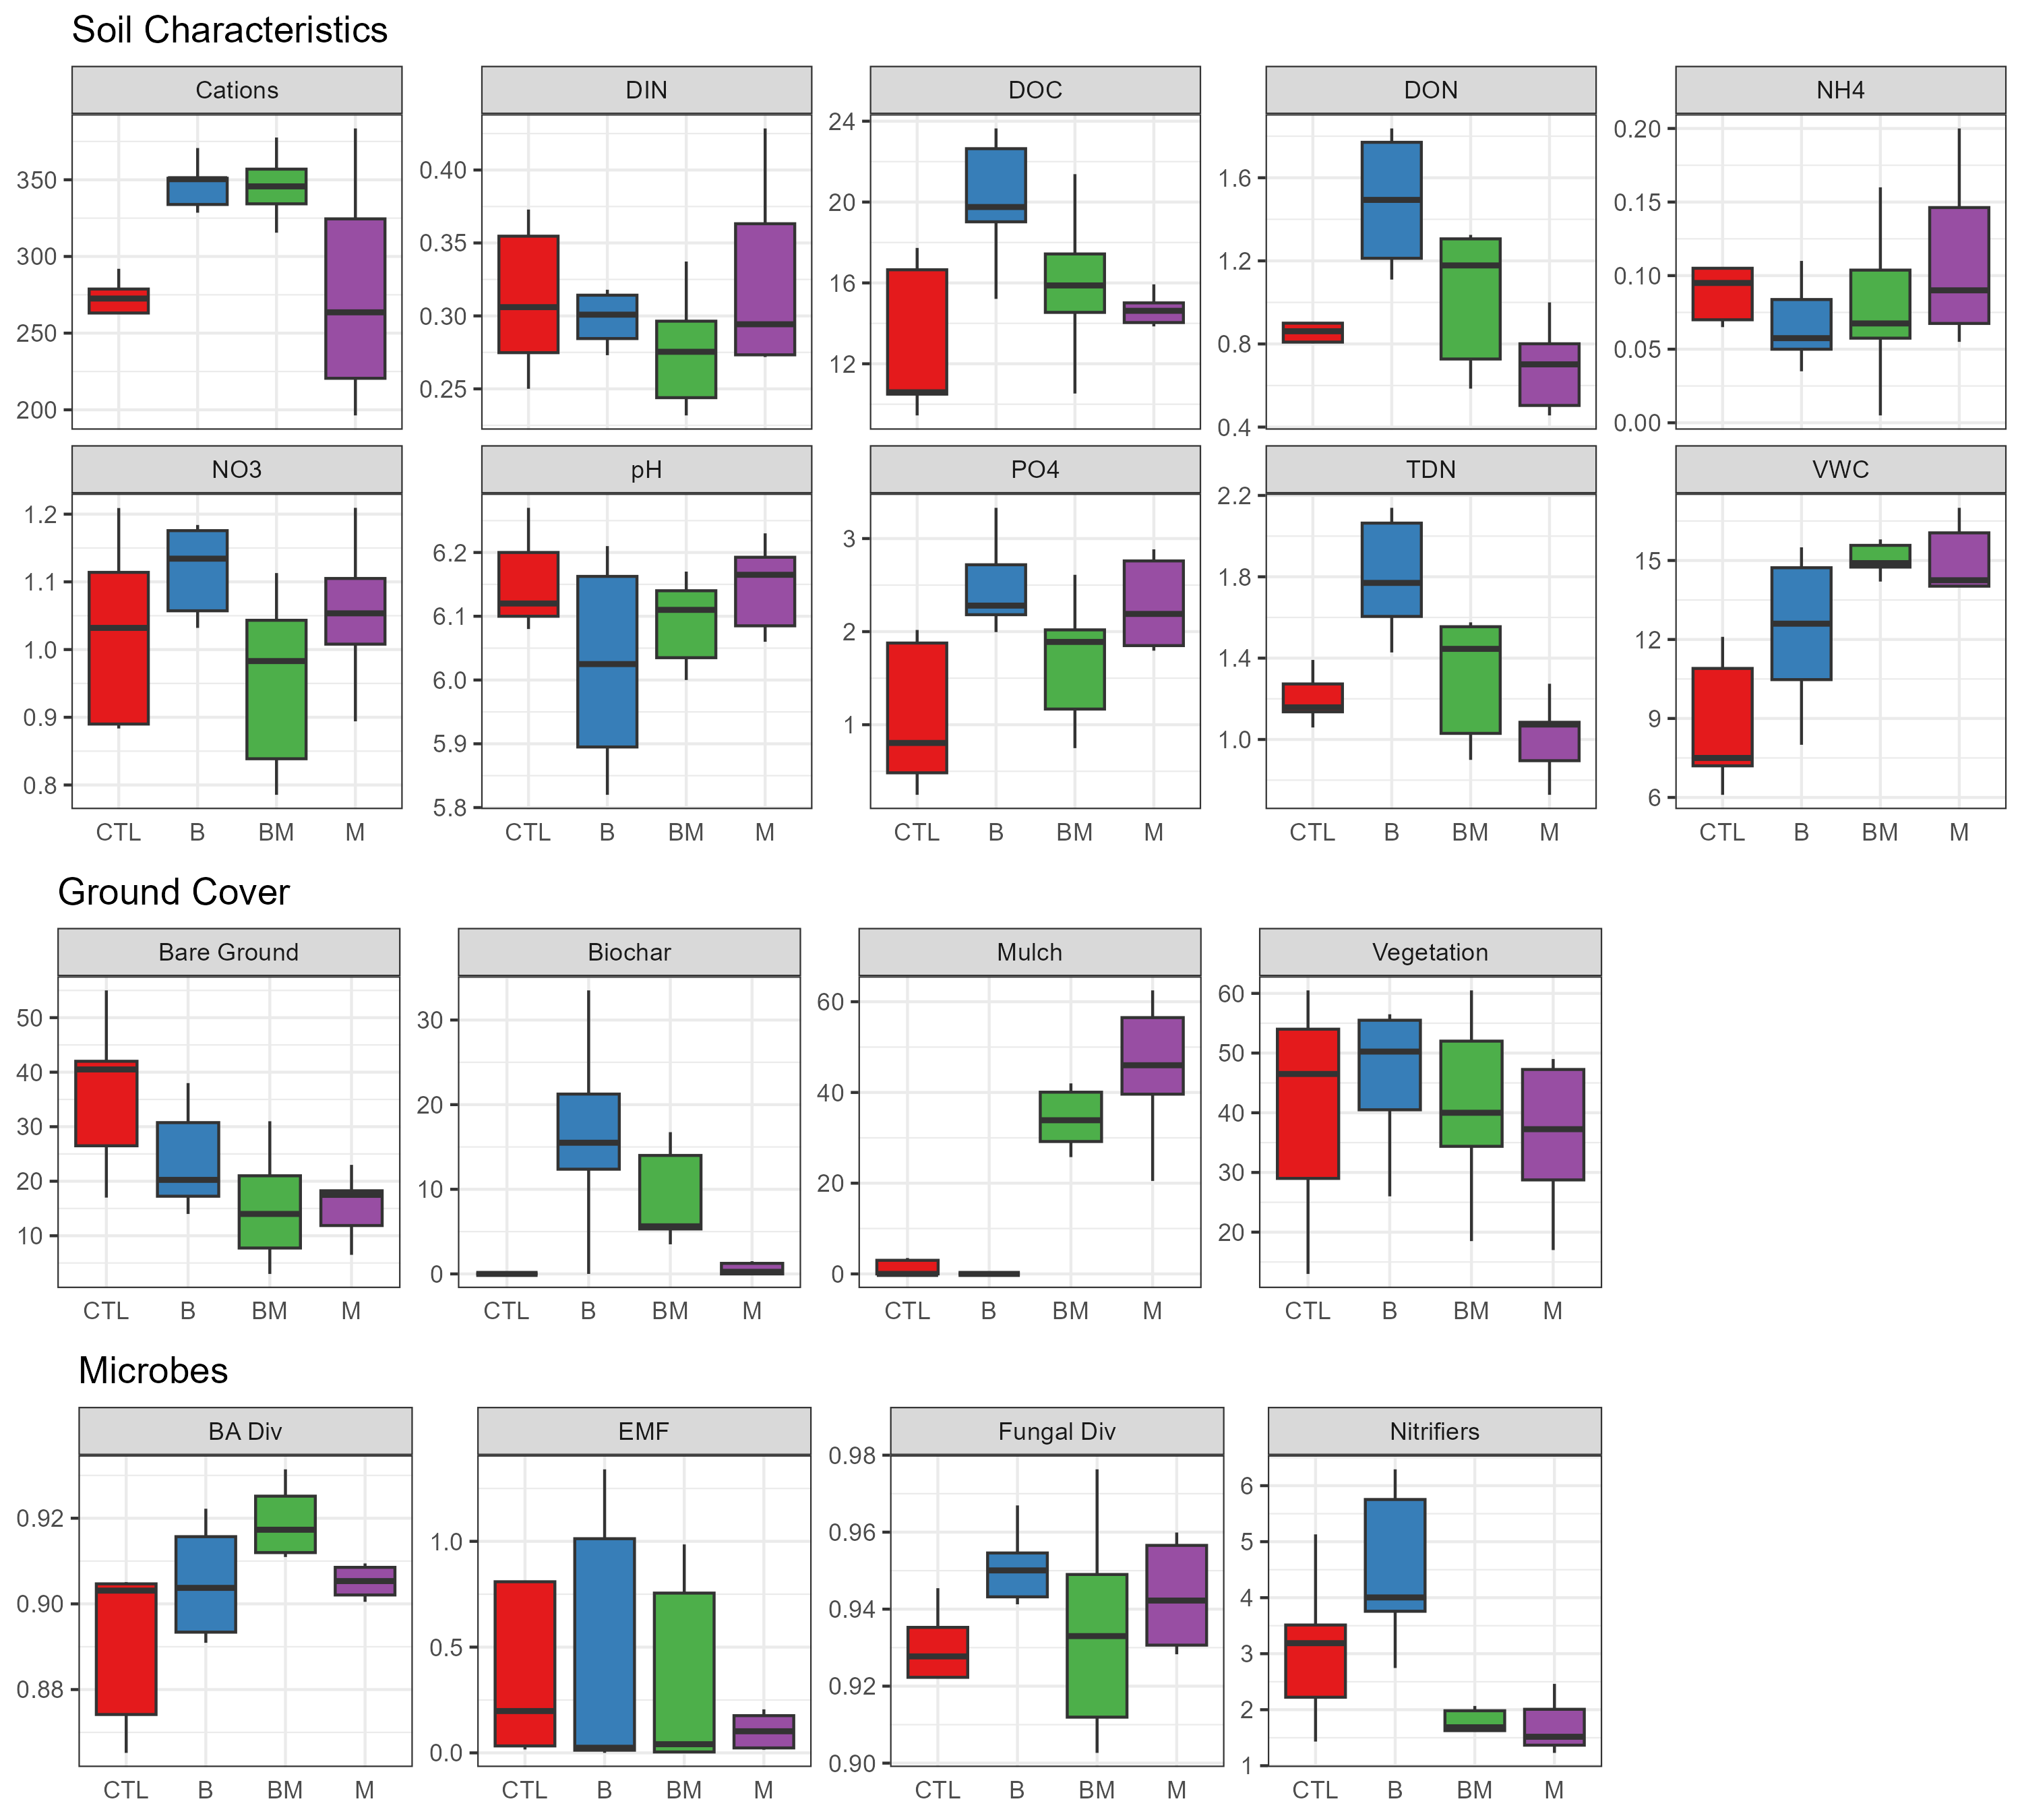 Soil Characteristics
Cations DIN DOC DON NH4
350 300 250 200
0.40 0.35 0.30 0.25
24 20 16 12
1.6 1.2 0.8 0.4
0.20 0.15 0.10 0.05 0.00
NO3 pH PO4 TDN VWC
1.2 1.1 1.0 0.9 0.8
6.2 6.1 6.0 5.9 5.8
3 2 1
2.2 1.8 1.4 1.0
15 12 9 6
CTL B BM M CTL B BM M CTL B BM M CTL B BM M CTL B BM M
Ground Cover
Bare Ground Biochar Mulch Vegetation
50 40 30 20 10
30 20 10 0
60 40 20 0
60 50 40 30 20
CTL B BM M CTL B BM M CTL B BM M CTL B BM M
Microbes
BA Div EMF Fungal Div Nitrifiers
0.92 0.90 0.88
1.0 0.5 0.0
0.98 0.96 0.94 0.92 0.90
6 5 4 3 2 1
CTL B BM M CTL B BM M CTL B BM M CTL B BM M